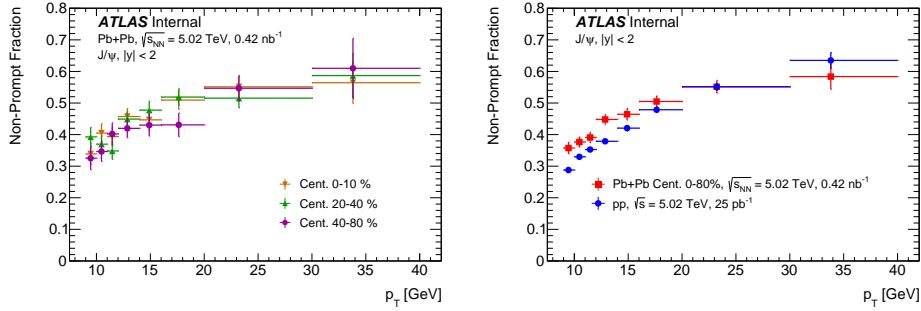 ATLAS Internal
Pb+Pb, √s_NN = 5.02 TeV, 0.42 nb⁻¹
J/ψ, |y| < 2
Non-Prompt Fraction
0.8
0.7
0.6
0.5
0.4
0.3
0.2
0.1
0
Cent. 0-10 %
Cent. 20-40 %
Cent. 40-80 %
10 15 20 25 30 35 40
p_T [GeV]
ATLAS Internal
J/ψ, |y| < 2
Non-Prompt Fraction
0.8
0.7
0.6
0.5
0.4
0.3
0.2
0.1
0
Pb+Pb Cent. 0-80%, √s_NN = 5.02 TeV, 0.42 nb⁻¹
pp, √s = 5.02 TeV, 25 pb⁻¹
10 15 20 25 30 35 40
p_T [GeV]